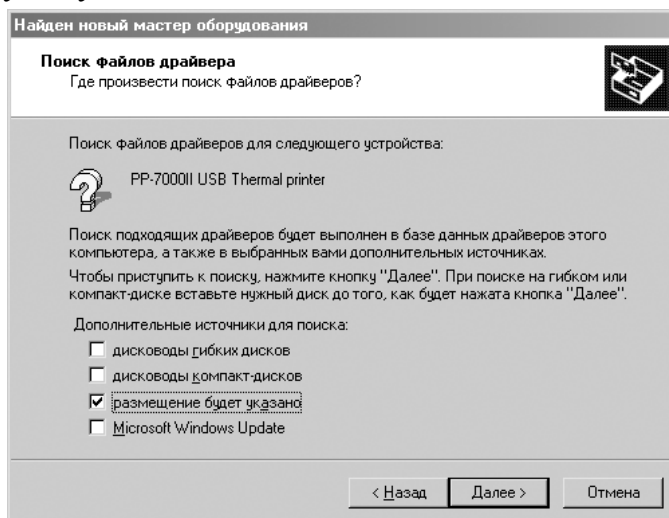 Найден новый мастер оборудования
Поиск файлов драйвера
Где произвести поиск файлов драйверов?
Поиск файлов драйверов для следующего устройства:
PP-7000II USB Thermal printer
Поиск подходящих драйверов будет выполнен в базе данных драйверов этого
компьютера, а также в выбранных вами дополнительных источниках.
Чтобы приступить к поиску, нажмите кнопку "Далее". При поиске на гибком или
компакт-диске вставьте нужный диск до того, как будет нажата кнопка "Далее".
Дополнительные источники для поиска:
дисководы гибких дисков
дисководы компакт-дисков
размещение будет указано
Microsoft Windows Update
< Назад Далее > Отмена